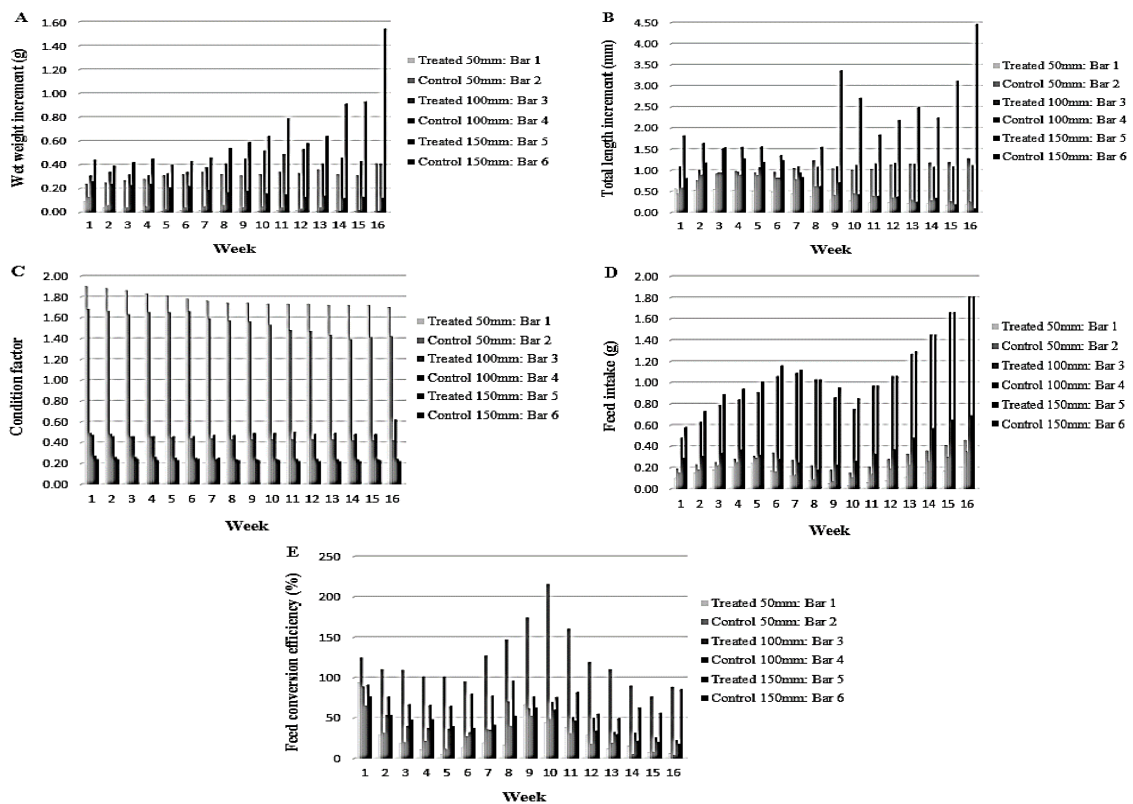 A
Wet weight increment (g)
1.60
1.40
1.20
1.00
0.80
0.60
0.40
0.20
0.00
1 2 3 4 5 6 7 8 9 10 11 12 13 14 15 16
Week
Treated 50mm: Bar 1
Control 50mm: Bar 2
Treated 100mm: Bar 3
Control 100mm: Bar 4
Treated 150mm: Bar 5
Control 150mm: Bar 6
B
Total length increment (mm)
4.50
4.00
3.50
3.00
2.50
2.00
1.50
1.00
0.50
0.00
1 2 3 4 5 6 7 8 9 10 11 12 13 14 15 16
Week
Treated 50mm: Bar 1
Control 50mm: Bar 2
Treated 100mm: Bar 3
Control 100mm: Bar 4
Treated 150mm: Bar 5
Control 150mm: Bar 6
C
Condition factor
2.00
1.80
1.60
1.40
1.20
1.00
0.80
0.60
0.40
0.20
0.00
1 2 3 4 5 6 7 8 9 10 11 12 13 14 15 16
Week
Treated 50mm: Bar 1
Control 50mm: Bar 2
Treated 100mm: Bar 3
Control 100mm: Bar 4
Treated 150mm: Bar 5
Control 150mm: Bar 6
D
Feed intake (g)
2.00
1.80
1.60
1.40
1.20
1.00
0.80
0.60
0.40
0.20
0.00
1 2 3 4 5 6 7 8 9 10 11 12 13 14 15 16
Week
Treated 50mm: Bar 1
Control 50mm: Bar 2
Treated 100mm: Bar 3
Control 100mm: Bar 4
Treated 150mm: Bar 5
Control 150mm: Bar 6
E
Feed conversion efficiency (%)
250
200
150
100
50
0
1 2 3 4 5 6 7 8 9 10 11 12 13 14 15 16
Week
Treated 50mm: Bar 1
Control 50mm: Bar 2
Treated 100mm: Bar 3
Control 100mm: Bar 4
Treated 150mm: Bar 5
Control 150mm: Bar 6